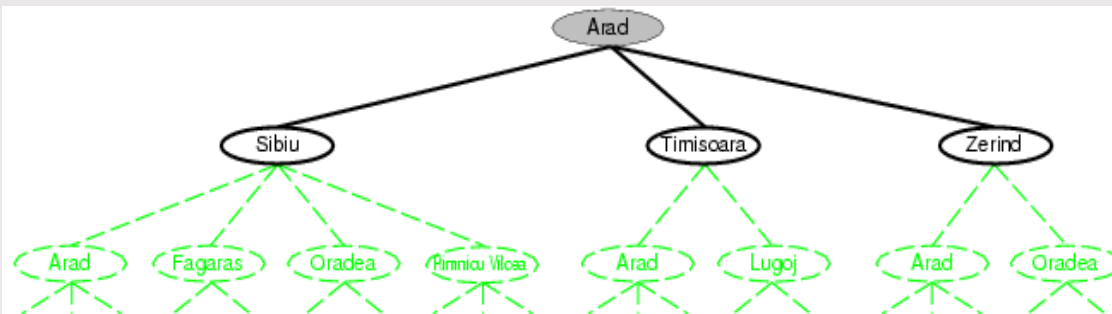 Arad
Sibiu
Timisoara
Zerind
Arad
Fagaras
Oradea
Rimnicu Vilcea
Arad
Lugoj
Arad
Oradea